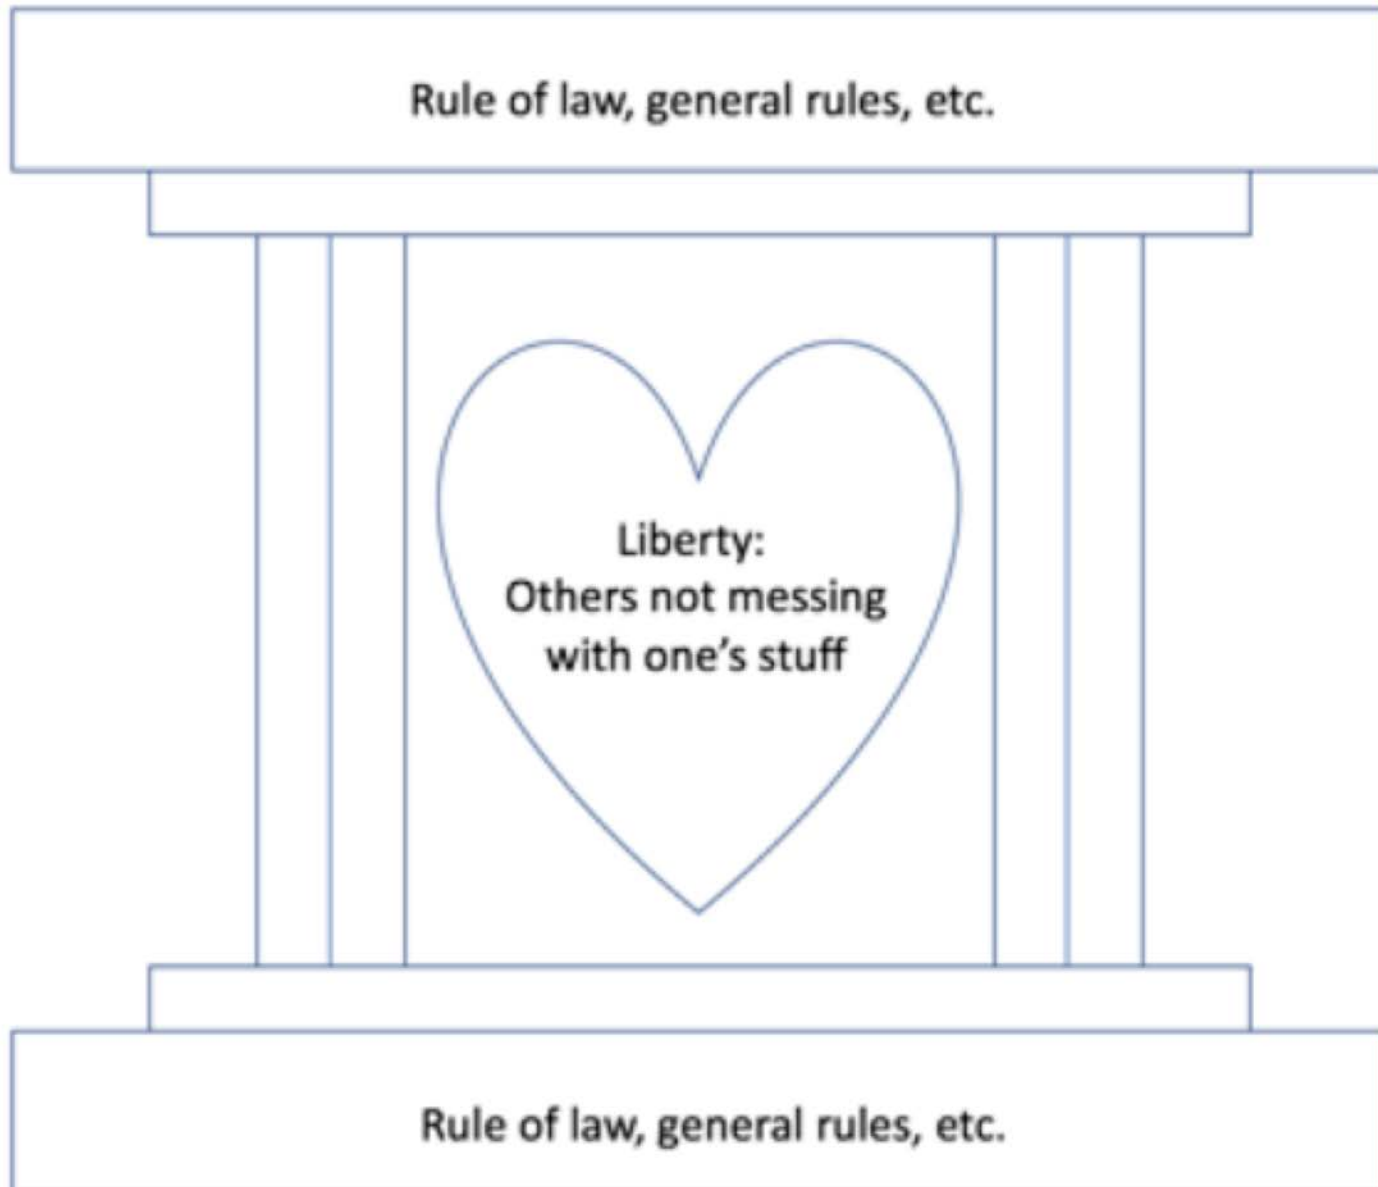 Rule of law, general rules, etc.
Liberty:
Others not messing
with one’s stuff
Rule of law, general rules, etc.